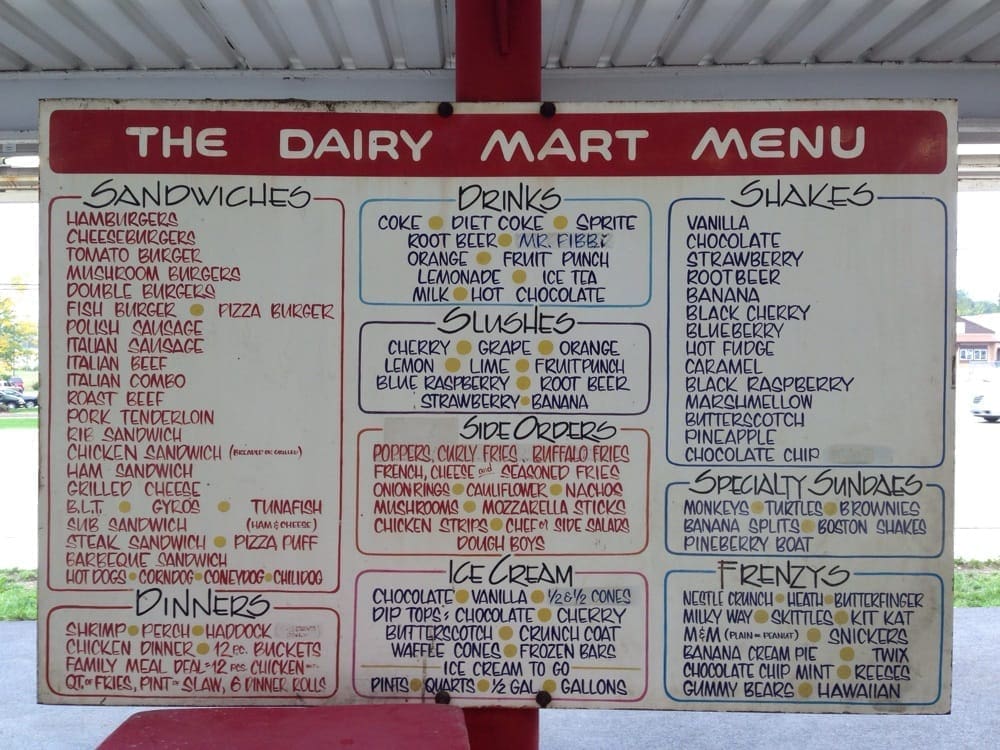 THE DAIRY MART MENU
SANDWICHES
HAMBURGERS
CHEESEBURGERS
TOMATO BURGER
MUSHROOM BURGERS
DOUBLE BURGERS
FISH BURGER PIZZA BURGER
POLISH SAUSAGE
ITALIAN SAUSAGE
ITALIAN BEEF
ITALIAN COMBO
ROAST BEEF
PORK TENDERLOIN
RIB SANDWICH
CHICKEN SANDWICH (BREADED OR GRILLED)
HAM SANDWICH
GRILLED CHEESE
B.L.T. GYROS TUNAFISH
SUB SANDWICH (HAM & CHEESE)
STEAK SANDWICH PIZZA PUFF
BARBEQUE SANDWICH
HOT DOGS CORNDOG CONEYDOG CHILIDOG
DINNERS
SHRIMP PERCH HADDOCK
CHICKEN DINNER 12 PC. BUCKETS
FAMILY MEAL DEAL = 12 PCS. CHICKEN
QT. OF FRIES, PINT OF SLAW, 6 DINNER ROLLS
DRINKS
COKE DIET COKE SPRITE
ROOT BEER MR. PIBB
ORANGE FRUIT PUNCH
LEMONADE ICE TEA
MILK HOT CHOCOLATE
SLUSHES
CHERRY GRAPE ORANGE
LEMON LIME FRUIT PUNCH
BLUE RASPBERRY ROOT BEER
STRAWBERRY BANANA
SIDE ORDERS
POPPERS, CURLY FRIES, BUFFALO FRIES
FRENCH, CHEESE and SEASONED FRIES
ONION RINGS CAULIFLOWER NACHOS
MUSHROOMS MOZZARELLA STICKS
CHICKEN STRIPS CHEF OR SIDE SALADS
DOUGH BOYS
ICE CREAM
CHOCOLATE VANILLA ½ & ½ CONES
DIP TOPS: CHOCOLATE CHERRY
BUTTERSCOTCH CRUNCH COAT
WAFFLE CONES FROZEN BARS
ICE CREAM TO GO
PINTS QUARTS ½ GAL GALLONS
SHAKES
VANILLA
CHOCOLATE
STRAWBERRY
ROOTBEER
BANANA
BLACK CHERRY
BLUEBERRY
HOT FUDGE
CARAMEL
BLACK RASPBERRY
MARSHMELLOW
BUTTERSCOTCH
PINEAPPLE
CHOCOLATE CHIP
SPECIALTY SUNDAES
MONKEYS TURTLES BROWNIES
BANANA SPLITS BOSTON SHAKES
PINEBERRY BOAT
FRENZYS
NESTLE CRUNCH HEATH BUTTERFINGER
MILKY WAY SKITTLES KIT KAT
M&M (PLAIN OR PEANUT) SNICKERS
BANANA CREAM PIE TWIX
CHOCOLATE CHIP MINT REESES
GUMMY BEARS HAWAIIAN